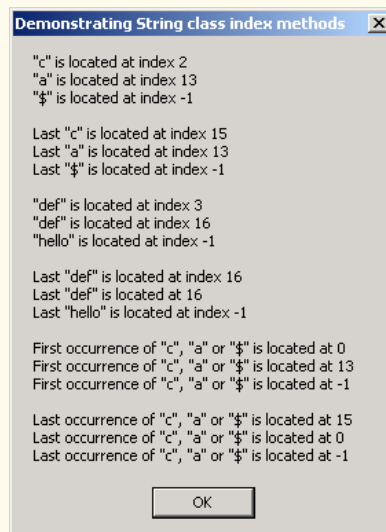 Demonstrating String class index methods
"c" is located at index 2
"a" is located at index 13
"$" is located at index -1
Last "c" is located at index 15
Last "a" is located at index 13
Last "$" is located at index -1
"def" is located at index 3
"def" is located at index 16
"hello" is located at index -1
Last "def" is located at index 16
Last "def" is located at 16
Last "hello" is located at index -1
First occurrence of "c", "a" or "$" is located at 0
First occurrence of "c", "a" or "$" is located at 13
First occurrence of "c", "a" or "$" is located at -1
Last occurrence of "c", "a" or "$" is located at 15
Last occurrence of "c", "a" or "$" is located at 0
Last occurrence of "c", "a" or "$" is located at -1
OK